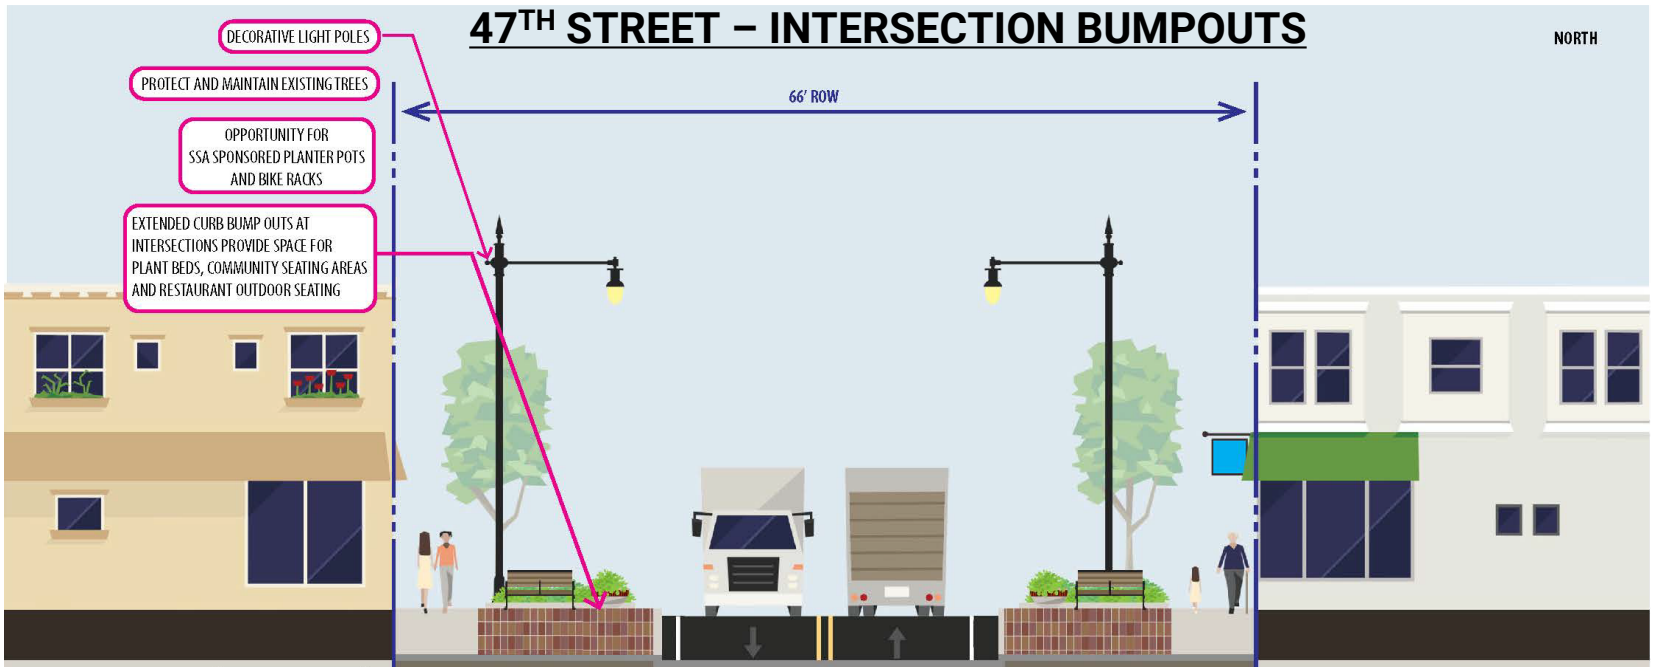 47TH STREET – INTERSECTION BUMPOUTS
NORTH
DECORATIVE LIGHT POLES
PROTECT AND MAINTAIN EXISTING TREES
OPPORTUNITY FOR
SSA SPONSORED PLANTER POTS
AND BIKE RACKS
EXTENDED CURB BUMP OUTS AT
INTERSECTIONS PROVIDE SPACE FOR
PLANT BEDS, COMMUNITY SEATING AREAS
AND RESTAURANT OUTDOOR SEATING
66' ROW